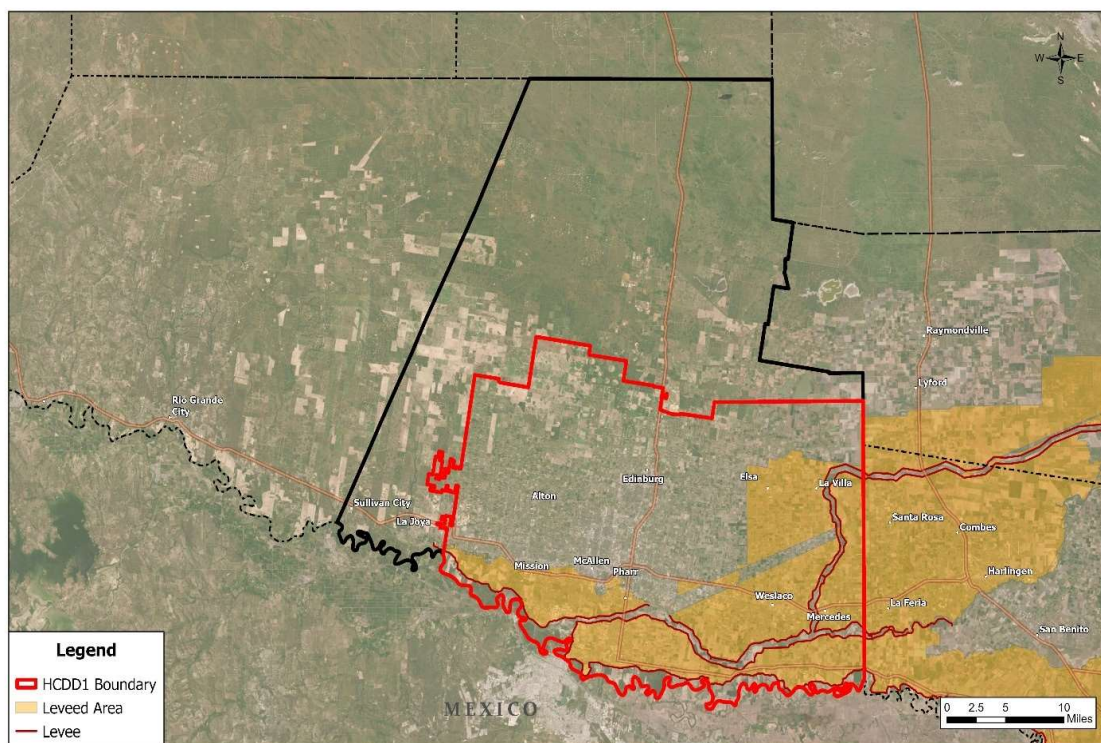 N
W E
S
Raymondville
Lyford
Rio Grande
City
Edinburg
Elsa
La Villa
Sullivan City
Alton
La Joya
Santa Rosa
Combes
McAllen
Mission
Pharr
Harlingen
Weslaco
Mercedes
La Feria
San Benito
Legend
HCDD1 Boundary
Leveed Area
Levee
MEXICO
0 2.5 5 10
Miles